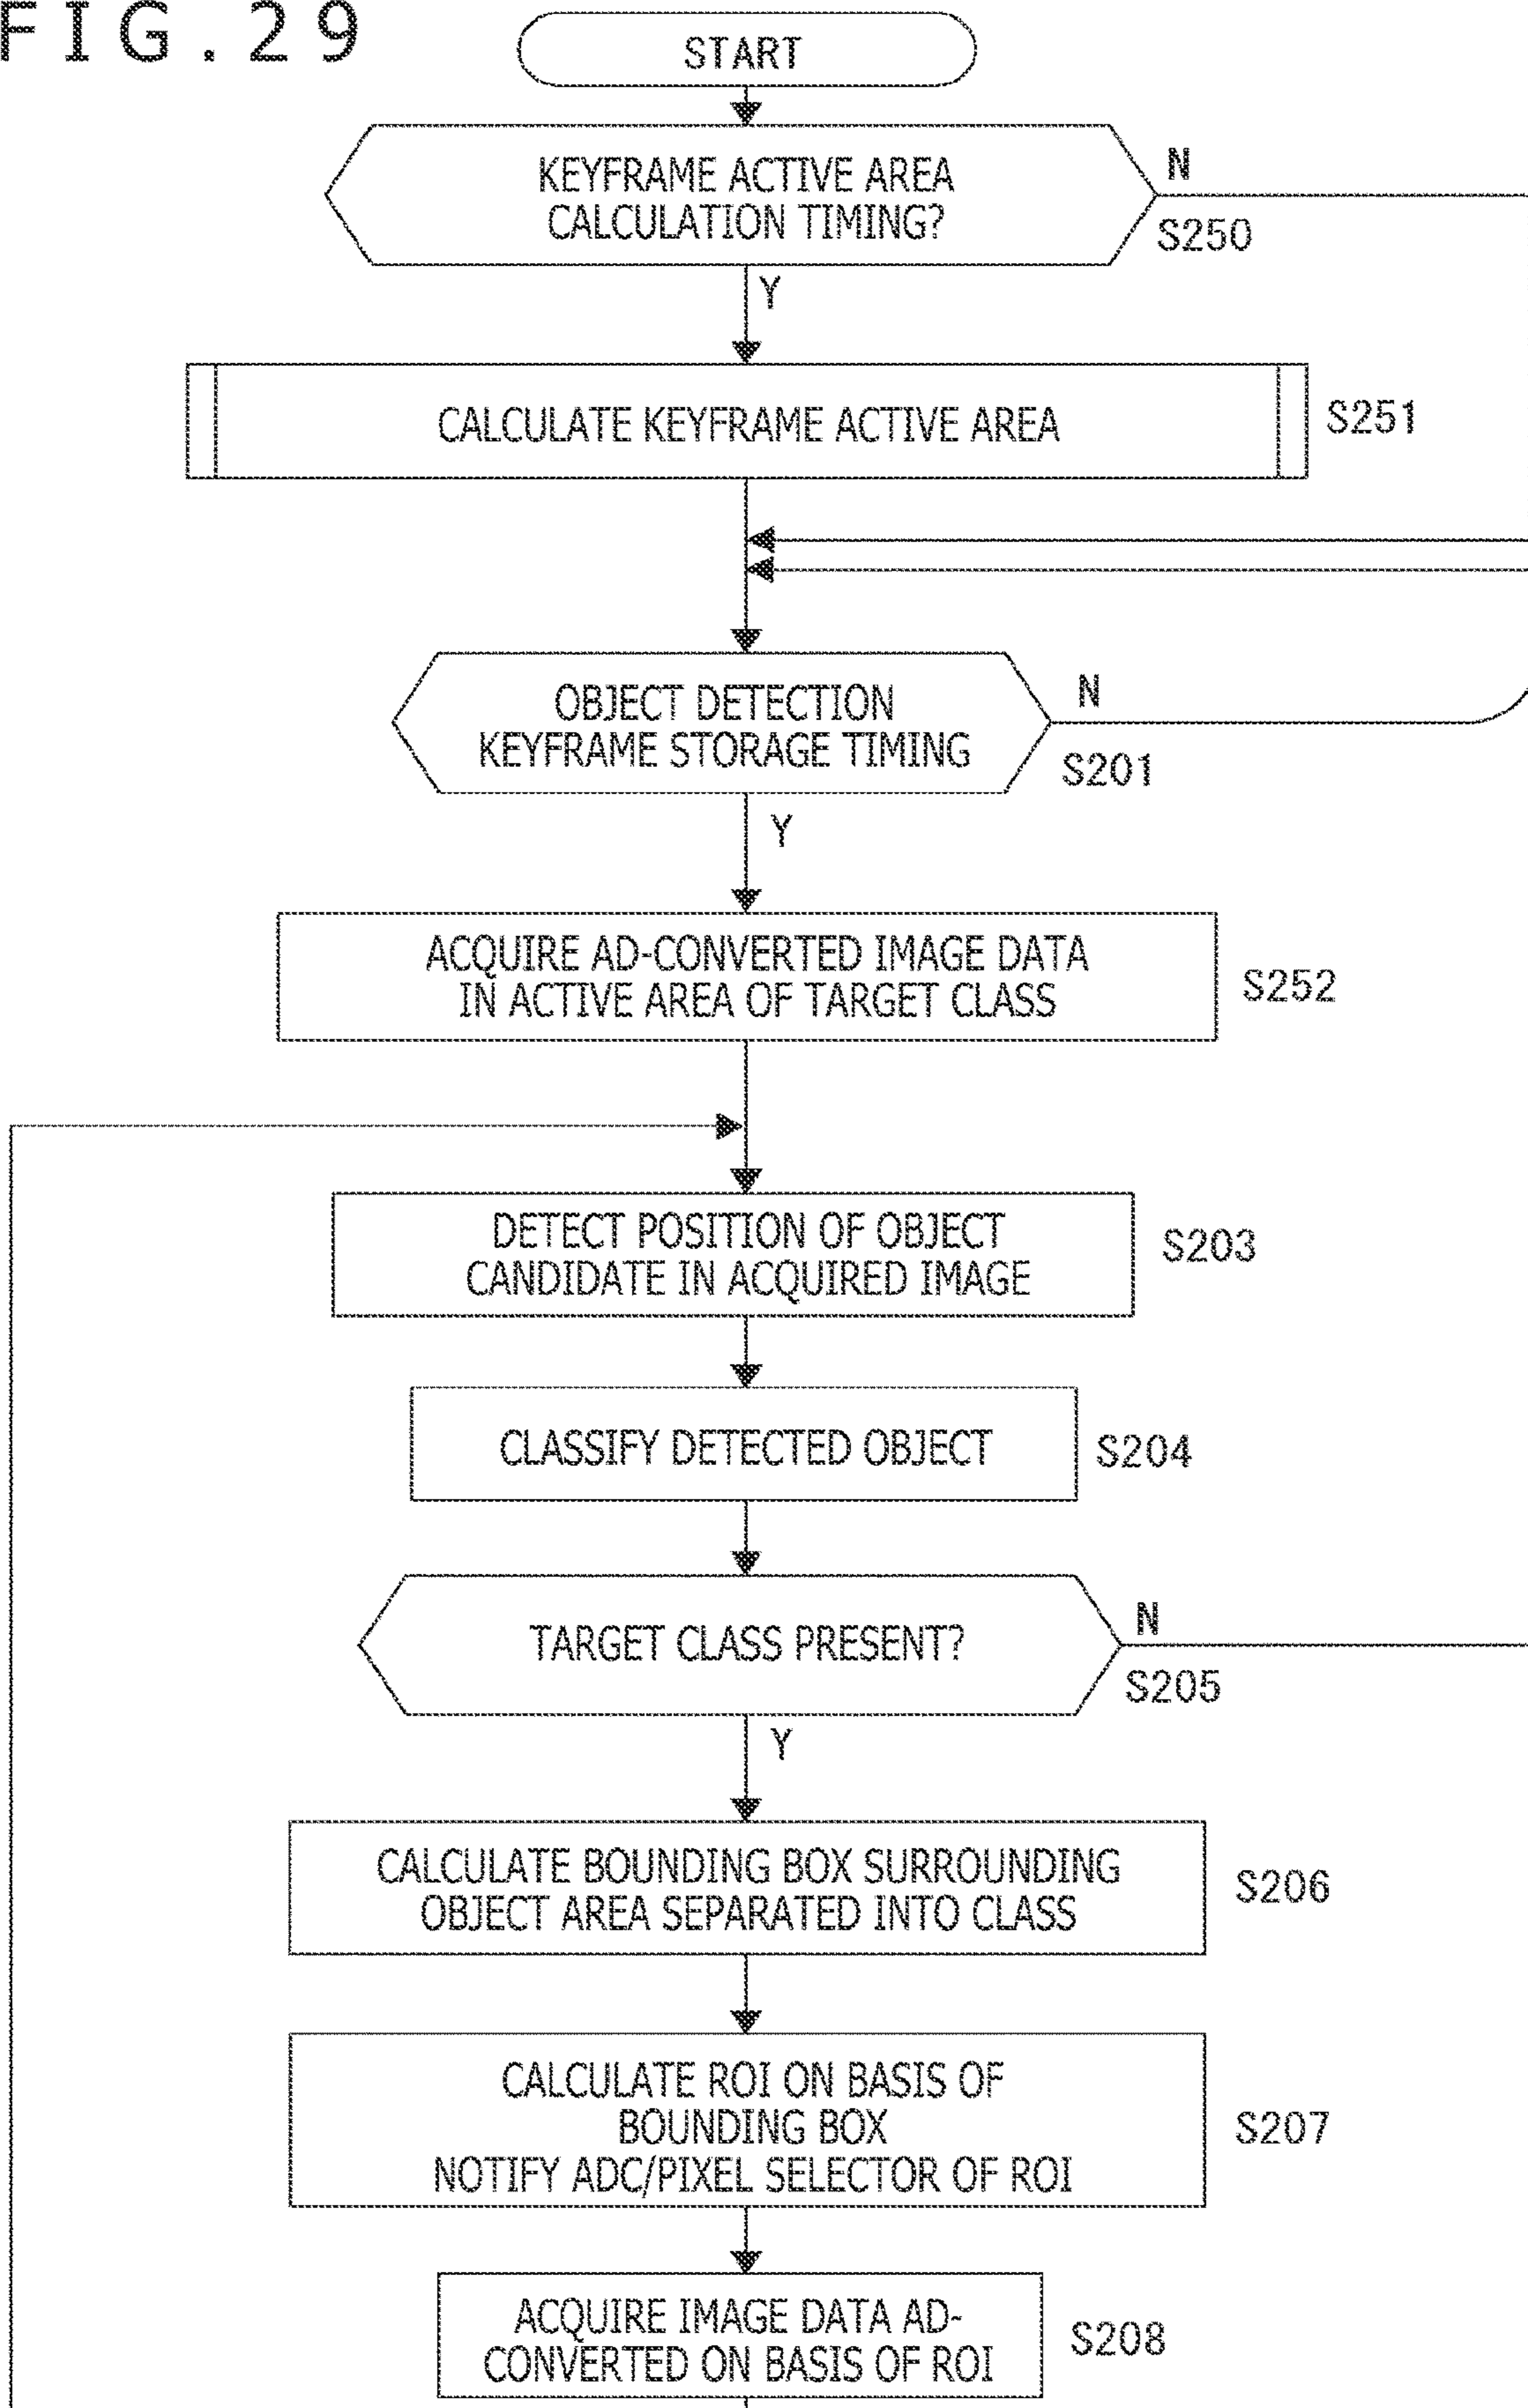 FIG.29
START
KEYFRAME ACTIVE AREA
CALCULATION TIMING?
N
S250
Y
CALCULATE KEYFRAME ACTIVE AREA
S251
OBJECT DETECTION
KEYFRAME STORAGE TIMING
N
S201
Y
ACQUIRE AD-CONVERTED IMAGE DATA
IN ACTIVE AREA OF TARGET CLASS
S252
DETECT POSITION OF OBJECT
CANDIDATE IN ACQUIRED IMAGE
S203
CLASSIFY DETECTED OBJECT
S204
TARGET CLASS PRESENT?
N
S205
Y
CALCULATE BOUNDING BOX SURROUNDING
OBJECT AREA SEPARATED INTO CLASS
S206
CALCULATE ROI ON BASIS OF
BOUNDING BOX
NOTIFY ADC/PIXEL SELECTOR OF ROI
S207
ACQUIRE IMAGE DATA AD-
CONVERTED ON BASIS OF ROI
S208